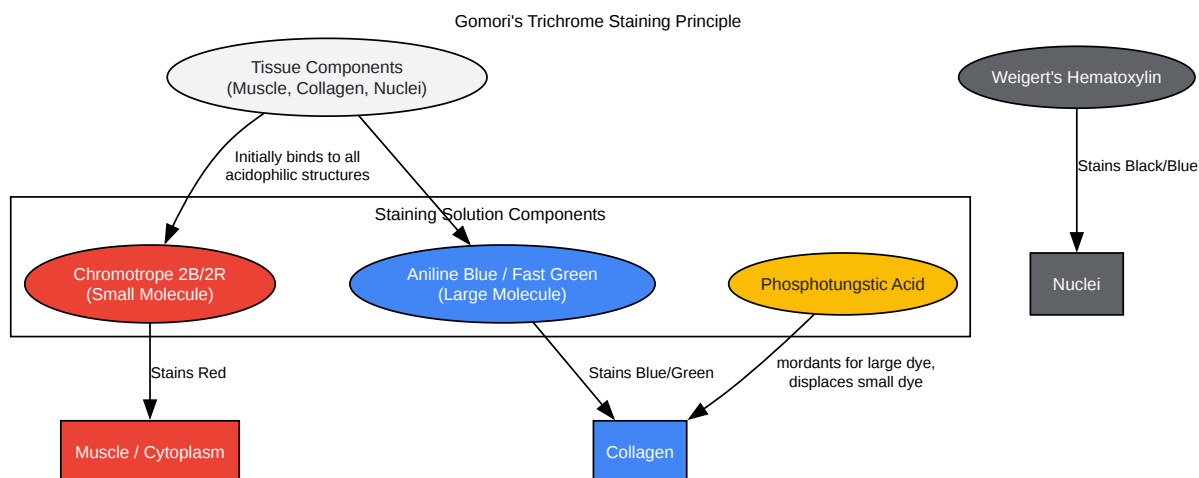 Gomori's Trichrome Staining Principle
Tissue Components
(Muscle, Collagen, Nuclei)
Weigert's Hematoxylin
Initially binds to all
acidophilic structures
Stains Black/Blue
Staining Solution Components
Chromotrope 2B/2R
(Small Molecule)
Aniline Blue / Fast Green
(Large Molecule)
Phosphotungstic Acid
Nuclei
Stains Red
Stains Blue/Green
mordants for large dye,
displaces small dye
Muscle / Cytoplasm
Collagen